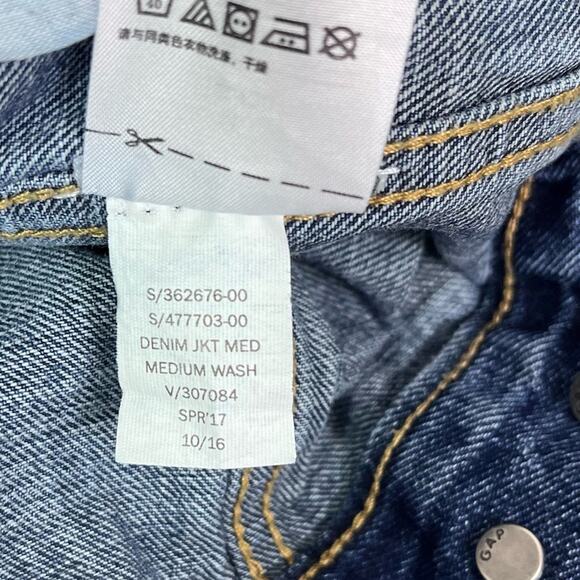 40
请与同类色衣物洗涤,干燥
S/362676-00
S/477703-00
DENIM JKT MED
MEDIUM WASH
V/307084
SPR'17
10/16
GAP